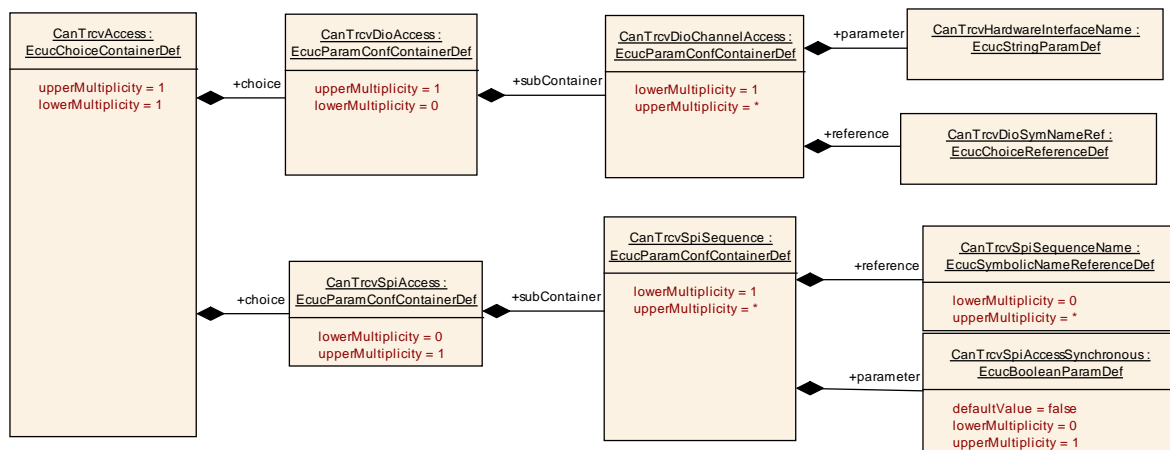 CanTrcvAccess :
EcucChoiceContainerDef
upperMultiplicity = 1
lowerMultiplicity = 1
+choice
CanTrcvDioAccess :
EcucParamConfContainerDef
upperMultiplicity = 1
lowerMultiplicity = 0
+subContainer
CanTrcvDioChannelAccess :
EcucParamConfContainerDef
lowerMultiplicity = 1
upperMultiplicity = *
+parameter
CanTrcvHardwareInterfaceName :
EcucStringParamDef
+reference
CanTrcvDioSymNameRef :
EcucChoiceReferenceDef
+choice
CanTrcvSpiAccess :
EcucParamConfContainerDef
lowerMultiplicity = 0
upperMultiplicity = 1
+subContainer
CanTrcvSpiSequence :
EcucParamConfContainerDef
lowerMultiplicity = 1
upperMultiplicity = *
+reference
CanTrcvSpiSequenceName :
EcucSymbolicNameReferenceDef
lowerMultiplicity = 0
upperMultiplicity = *
+parameter
CanTrcvSpiAccessSynchronous :
EcucBooleanParamDef
defaultValue = false
lowerMultiplicity = 0
upperMultiplicity = 1